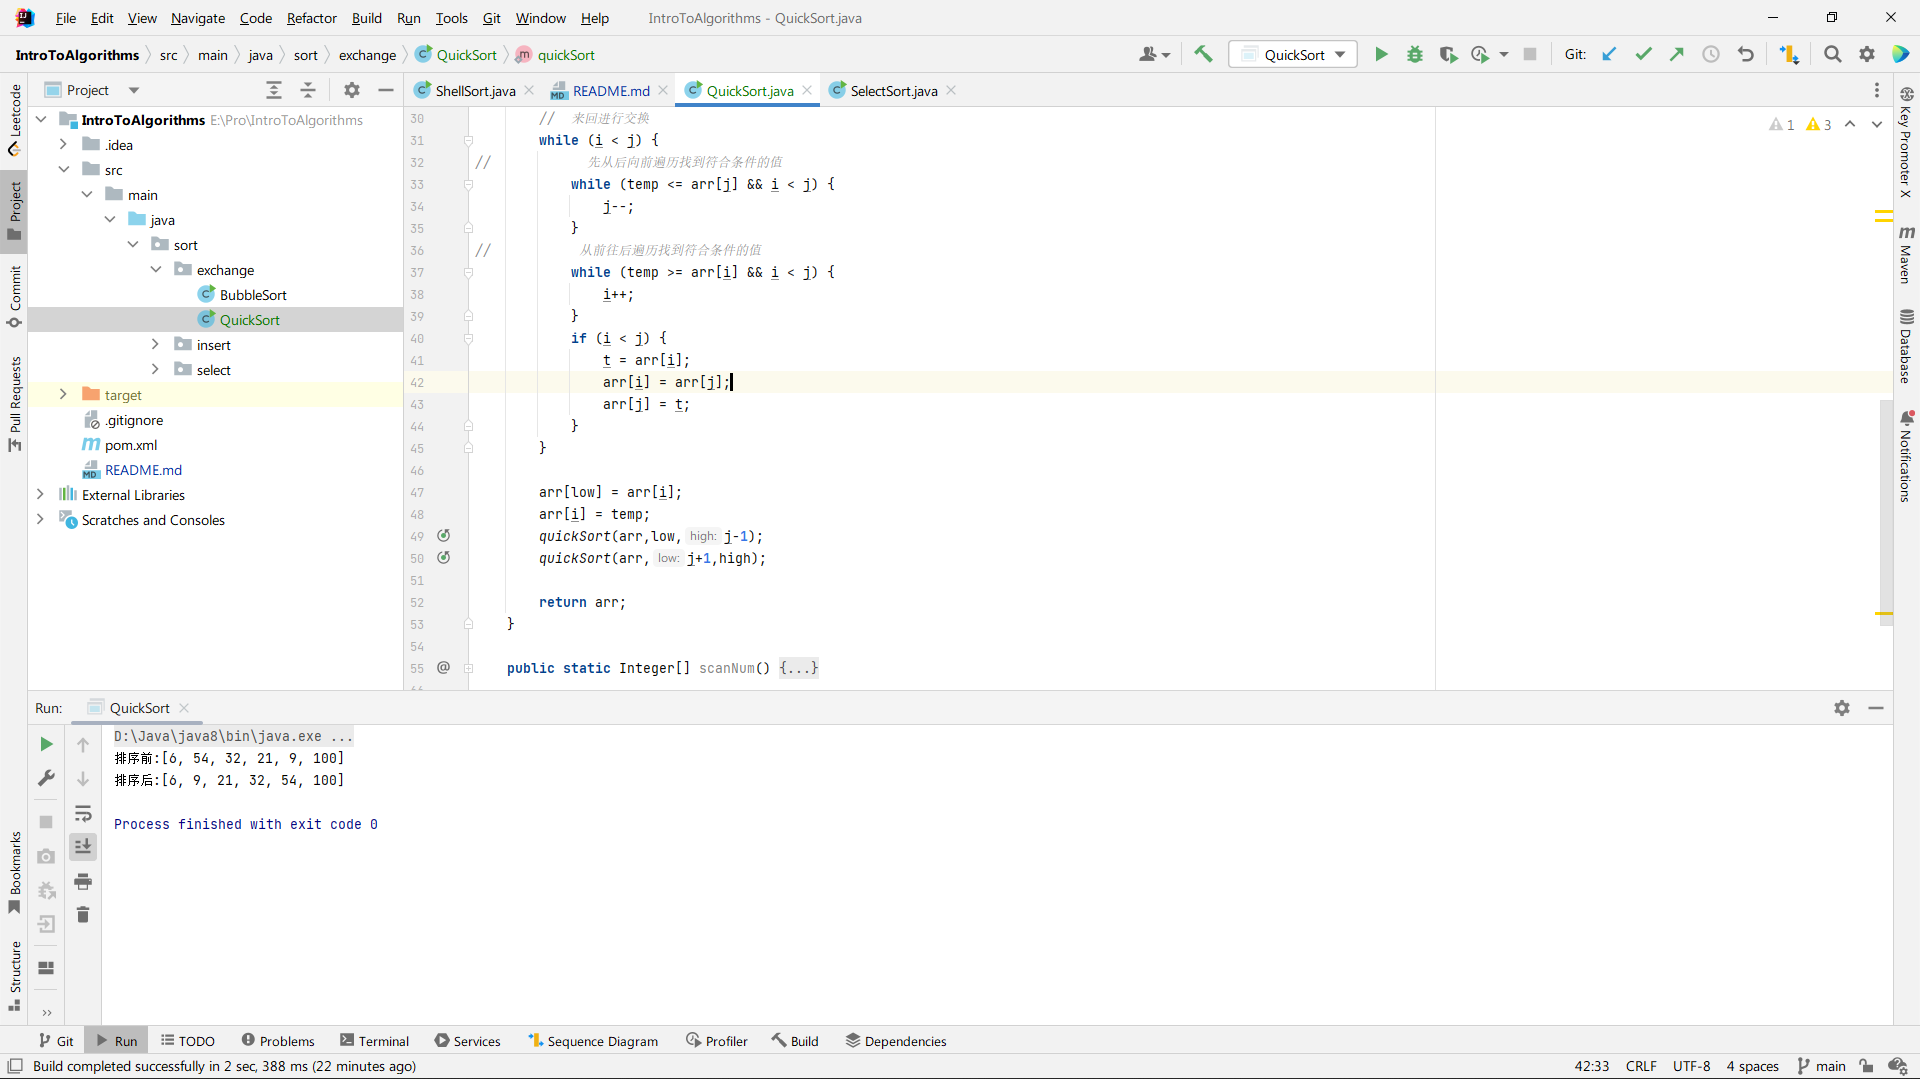 File Edit View Navigate Code Refactor Build Run Tools Git Window Help IntroToAlgorithms - QuickSort.java
IntroToAlgorithms src main java sort exchange QuickSort quickSort QuickSort Git:
Project
ShellSort.java README.md QuickSort.java SelectSort.java
Leetcode
Project
Commit
Pull Requests
Bookmarks
Structure
IntroToAlgorithms E:\Pro\IntroToAlgorithms
.idea
src
main
java
sort
exchange
BubbleSort
QuickSort
insert
select
target
.gitignore
pom.xml
README.md
External Libraries
Scratches and Consoles
1 3
30 // 来回进行交换
31 while (i < j) {
32 // 先从后向前遍历找到符合条件的值
33 while (temp <= arr[j] && i < j) {
34 j--;
35 }
36 // 从前往后遍历找到符合条件的值
37 while (temp >= arr[i] && i < j) {
38 i++;
39 }
40 if (i < j) {
41 t = arr[i];
42 arr[i] = arr[j];
43 arr[j] = t;
44 }
45 }
46
47 arr[low] = arr[i];
48 arr[i] = temp;
49 quickSort(arr,low, high: j-1);
50 quickSort(arr, low: j+1,high);
51
52 return arr;
53 }
54
55 public static Integer[] scanNum() {...}
Key Promoter X
Maven
Database
Notifications
Run: QuickSort
D:\Java\java8\bin\java.exe ...
排序前:[6, 54, 32, 21, 9, 100]
排序后:[6, 9, 21, 32, 54, 100]
Process finished with exit code 0
Git Run TODO Problems Terminal Services Sequence Diagram Profiler Build Dependencies
Build completed successfully in 2 sec, 388 ms (22 minutes ago) 42:33 CRLF UTF-8 4 spaces main